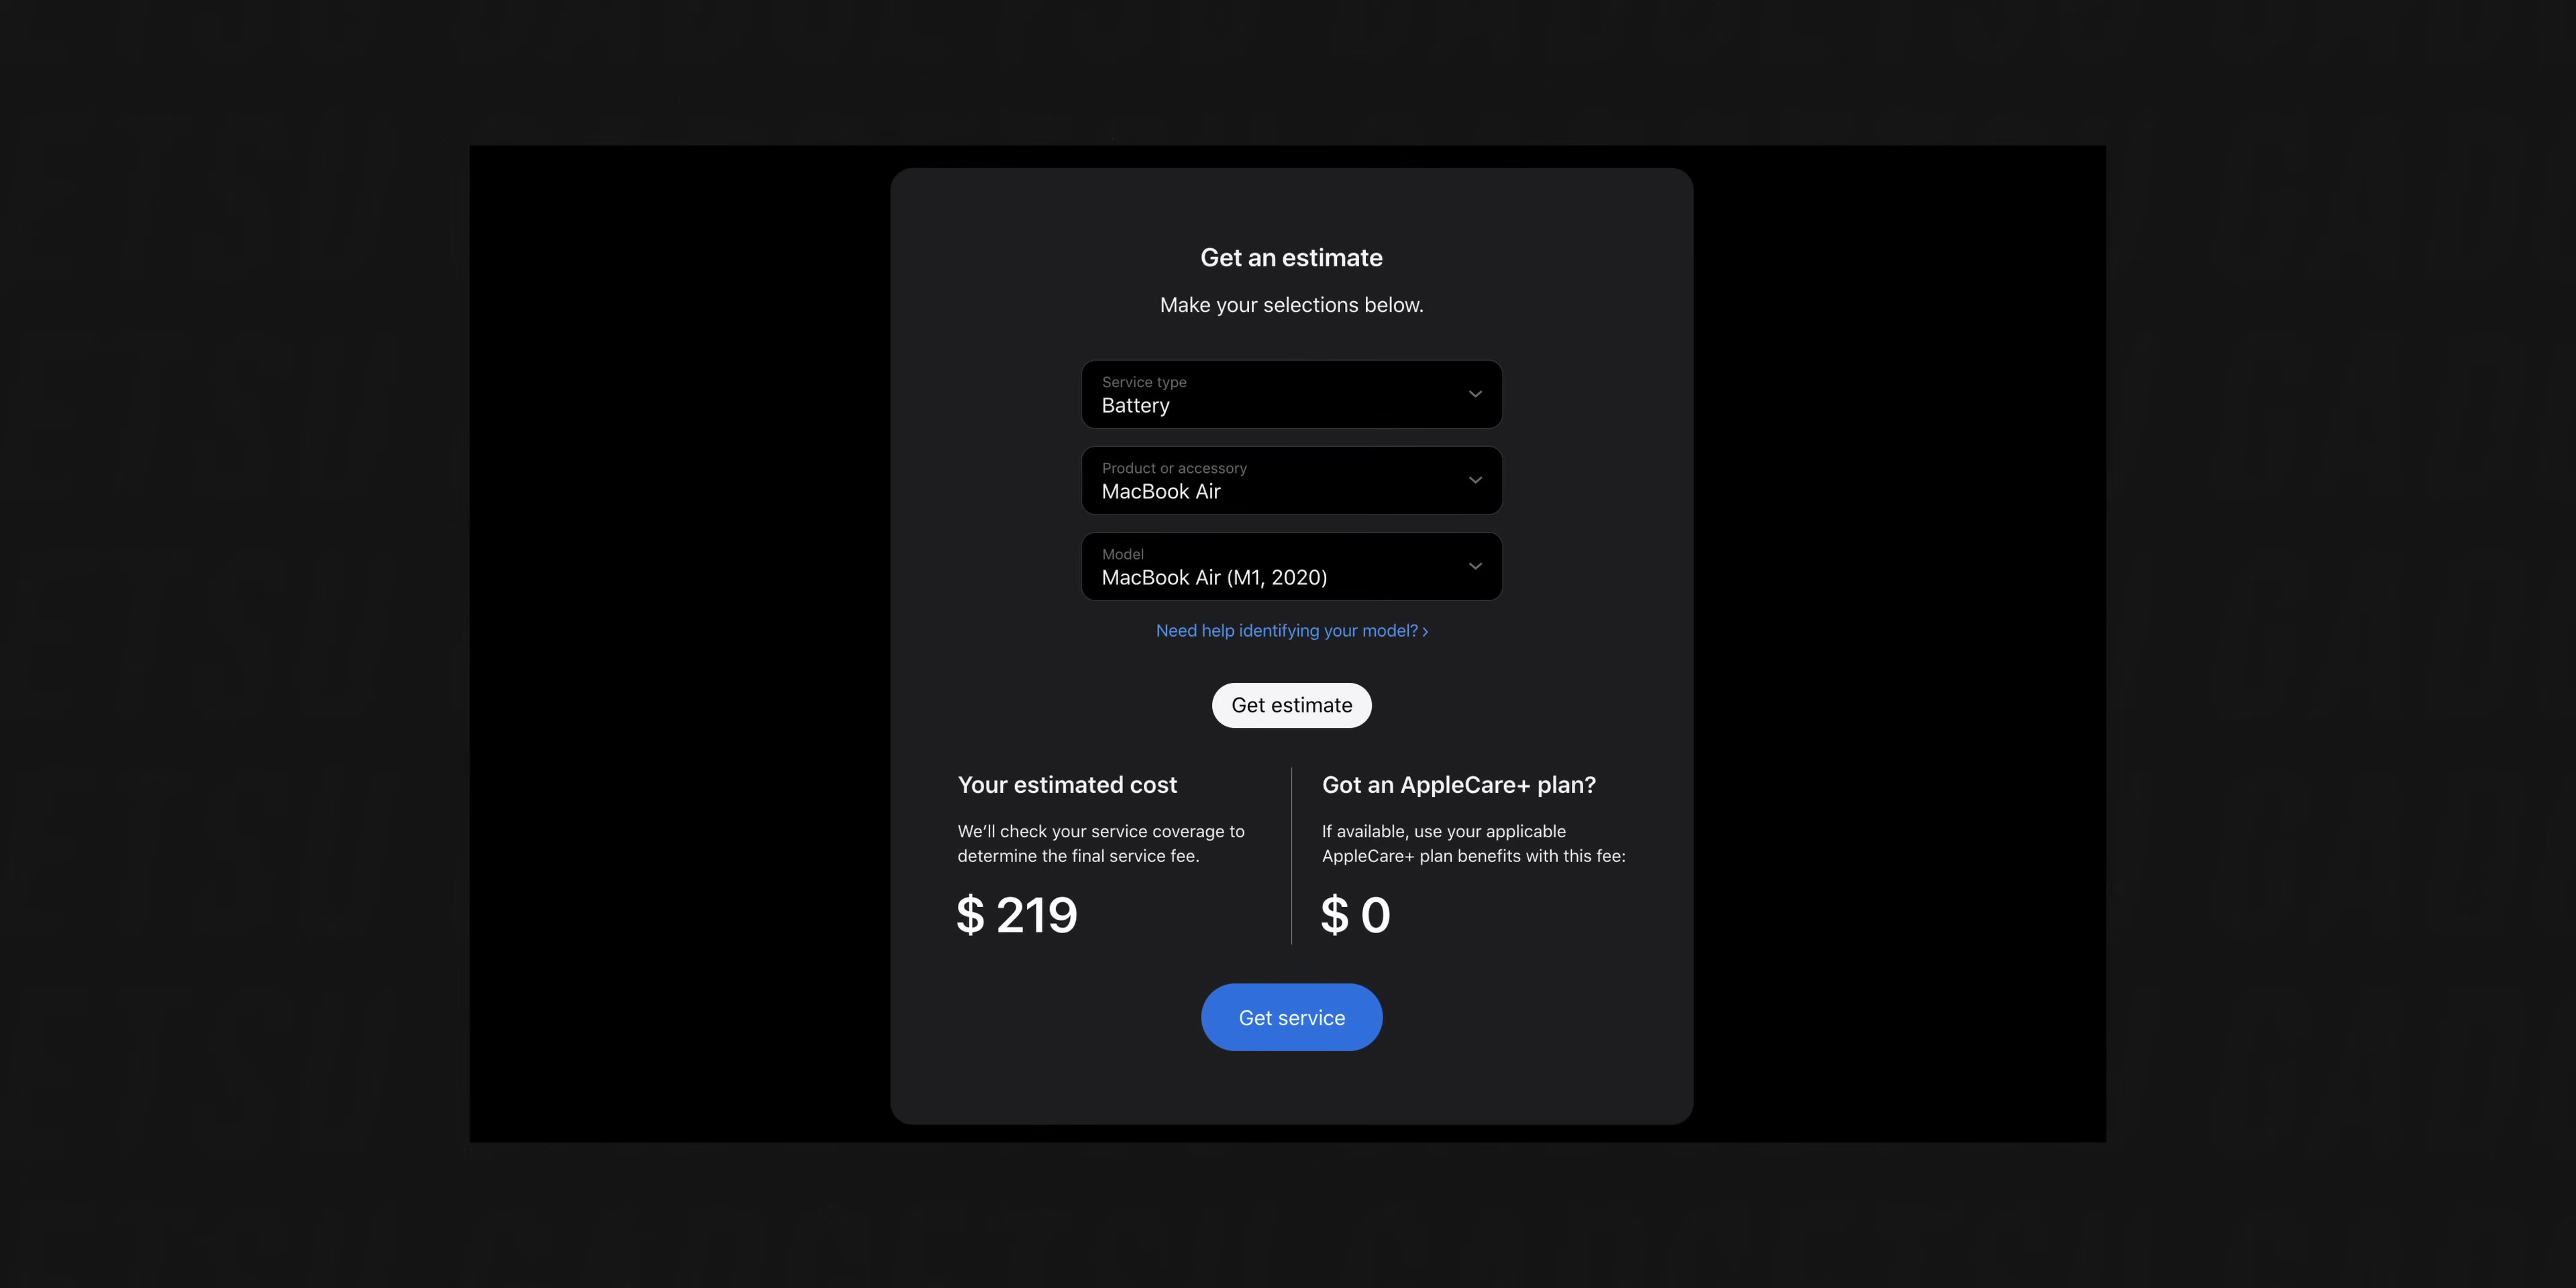 Get an estimate
Make your selections below.
Service type
Battery
Product or accessory
MacBook Air
Model
MacBook Air (M1, 2020)
Need help identifying your model? ›
Get estimate
Your estimated cost
We’ll check your service coverage to
determine the final service fee.
$ 219
Got an AppleCare+ plan?
If available, use your applicable
AppleCare+ plan benefits with this fee:
$ 0
Get service